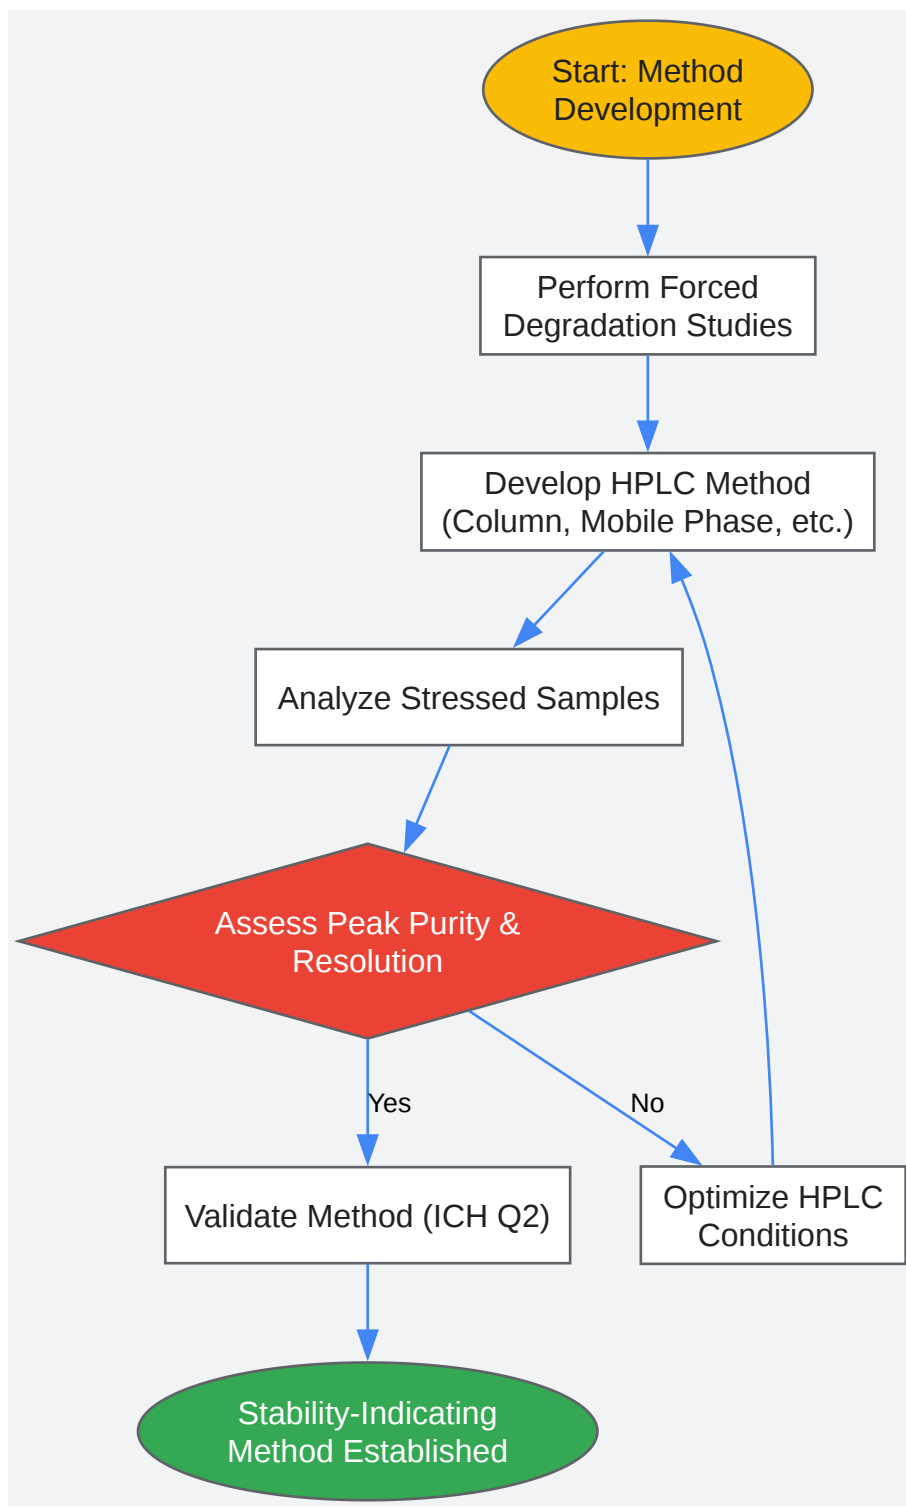 Start: Method
Development
Perform Forced
Degradation Studies
Develop HPLC Method
(Column, Mobile Phase, etc.)
Analyze Stressed Samples
Assess Peak Purity &
Resolution
Yes
No
Validate Method (ICH Q2)
Optimize HPLC
Conditions
Stability-Indicating
Method Established